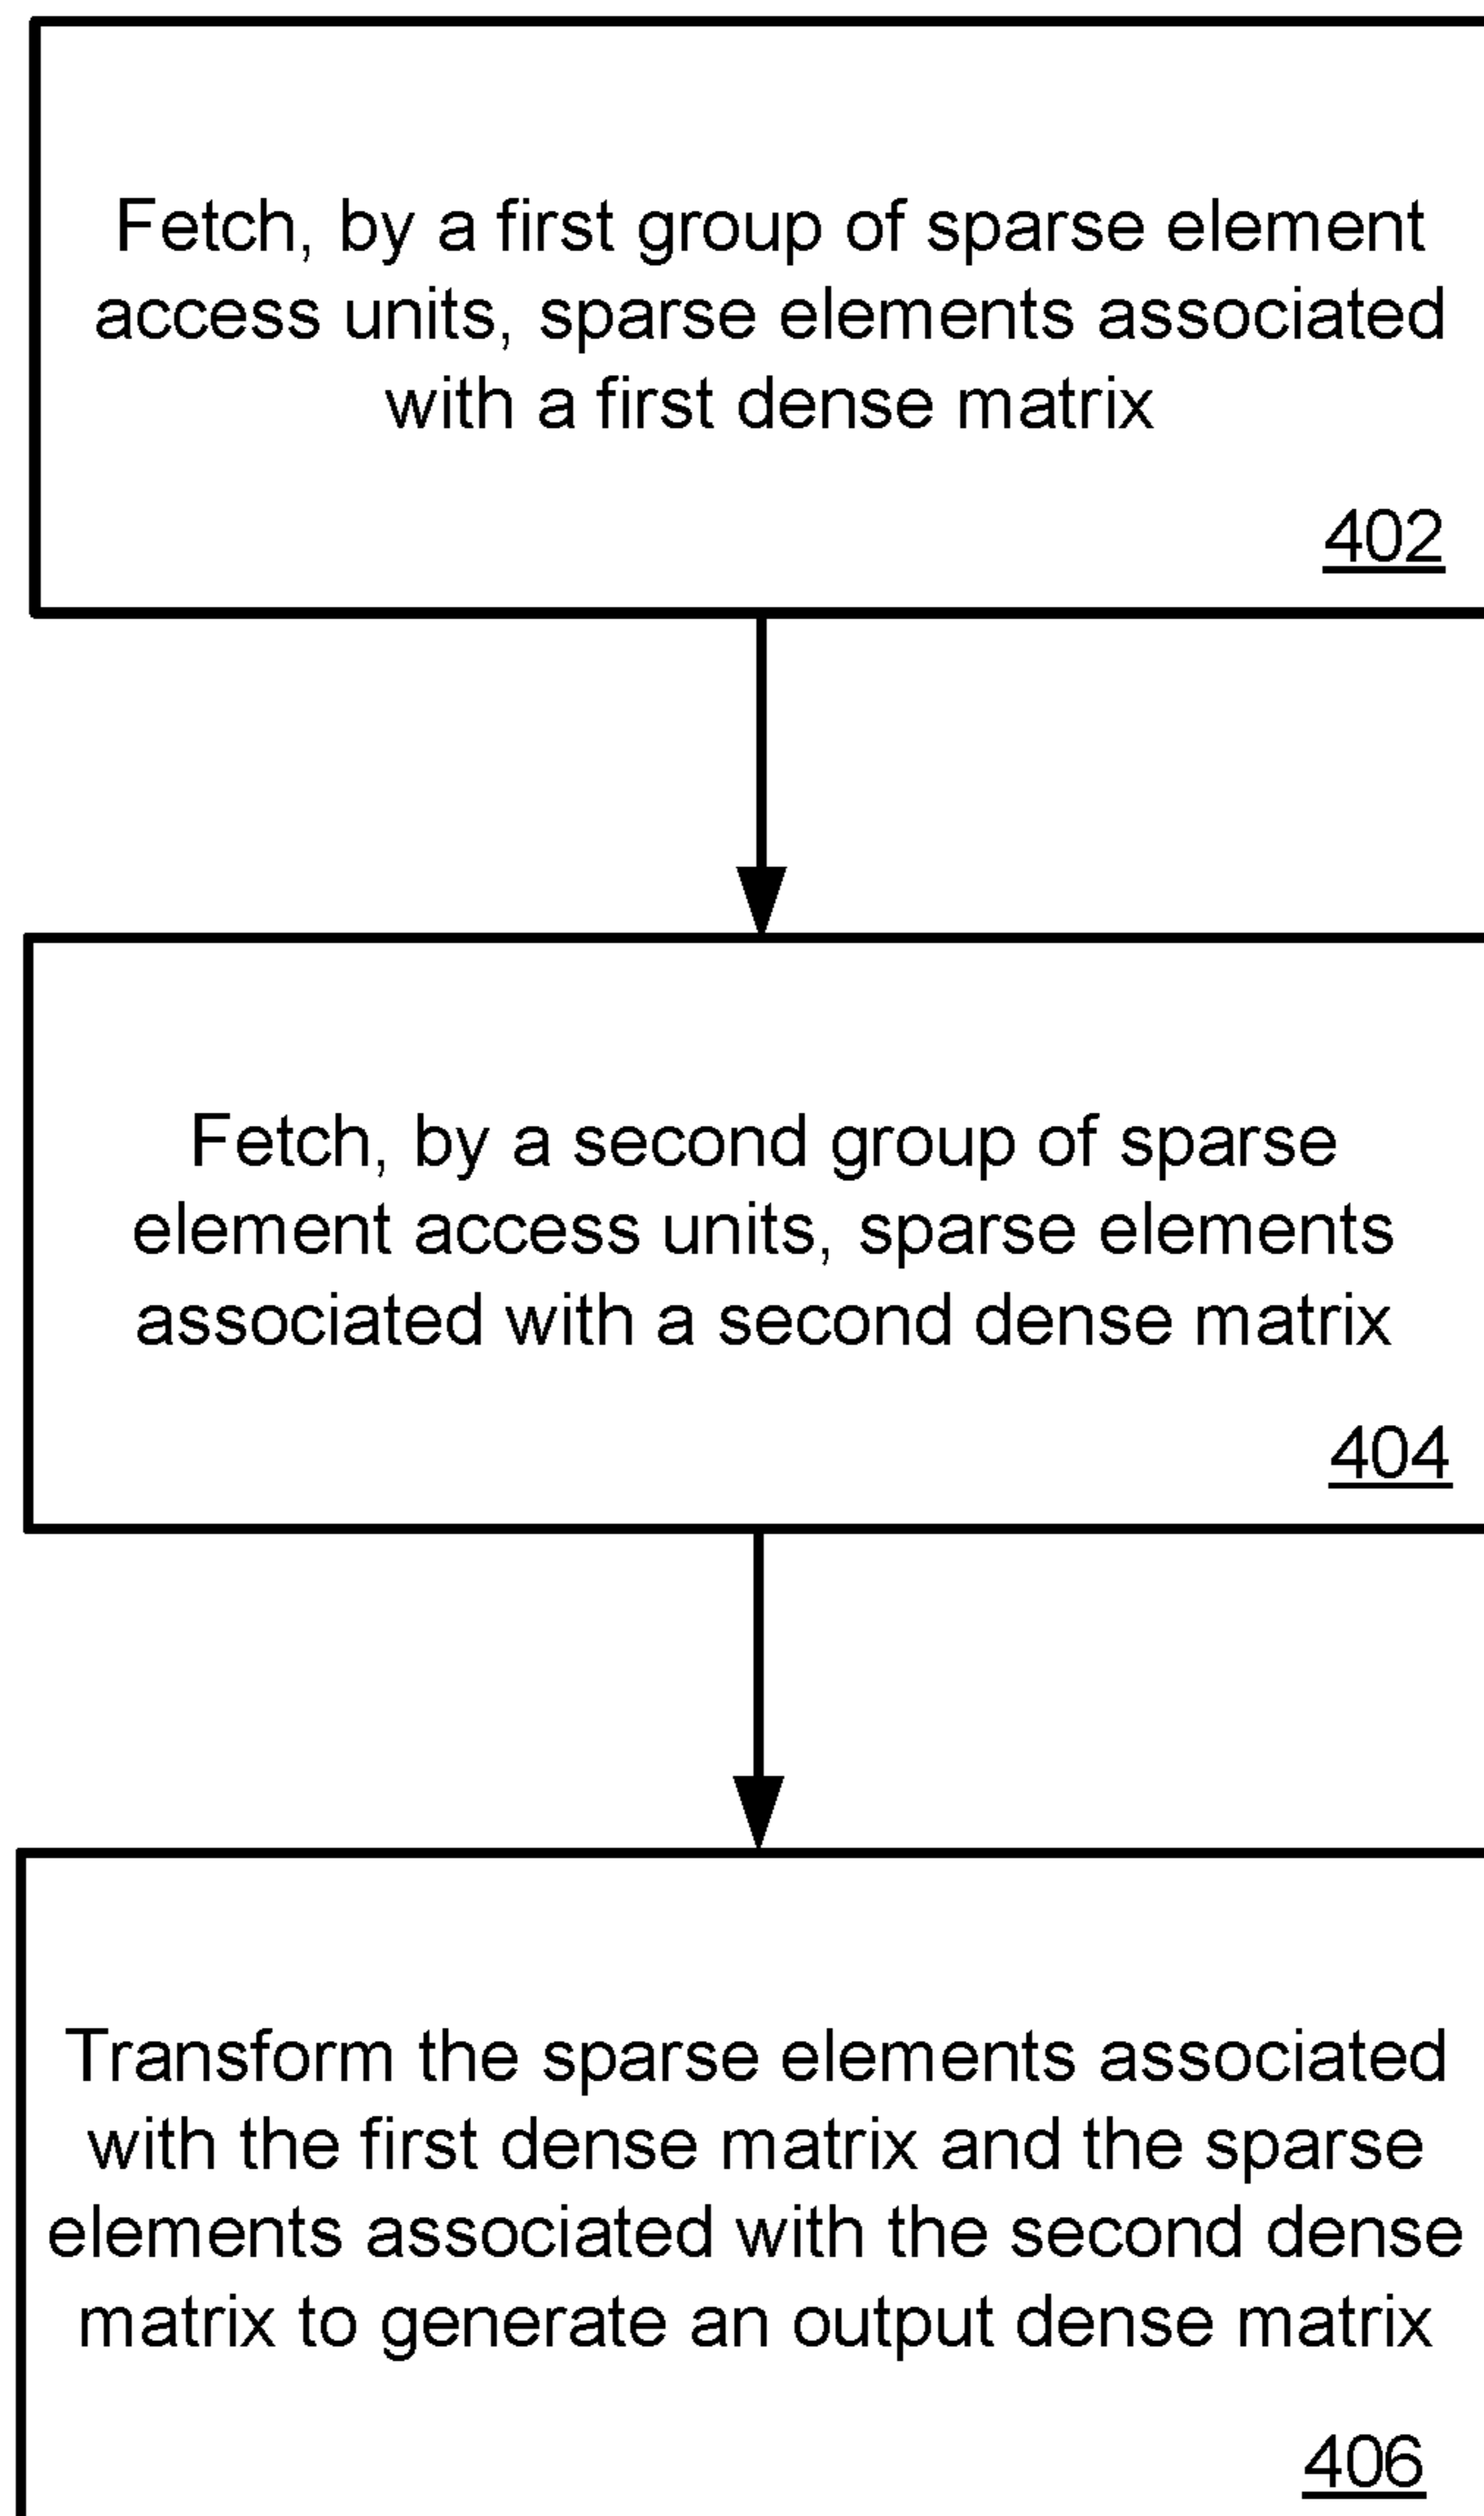 Fetch, by a first group of sparse element
access units, sparse elements associated
with a first dense matrix
402
Fetch, by a second group of sparse
element access units, sparse elements
associated with a second dense matrix
404
Transform the sparse elements associated
with the first dense matrix and the sparse
elements associated with the second dense
matrix to generate an output dense matrix
406